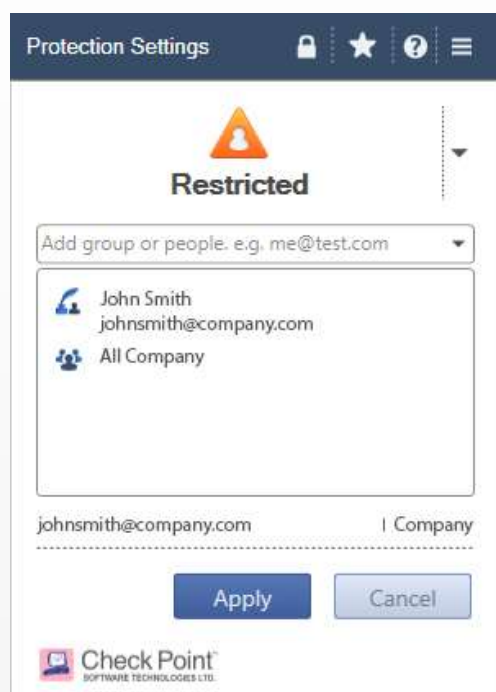 Protection Settings
Restricted
Add group or people. e.g. me@test.com
John Smith
johnsmith@company.com
All Company
johnsmith@company.com | Company
Apply Cancel
Check Point™
SOFTWARE TECHNOLOGIES LTD.